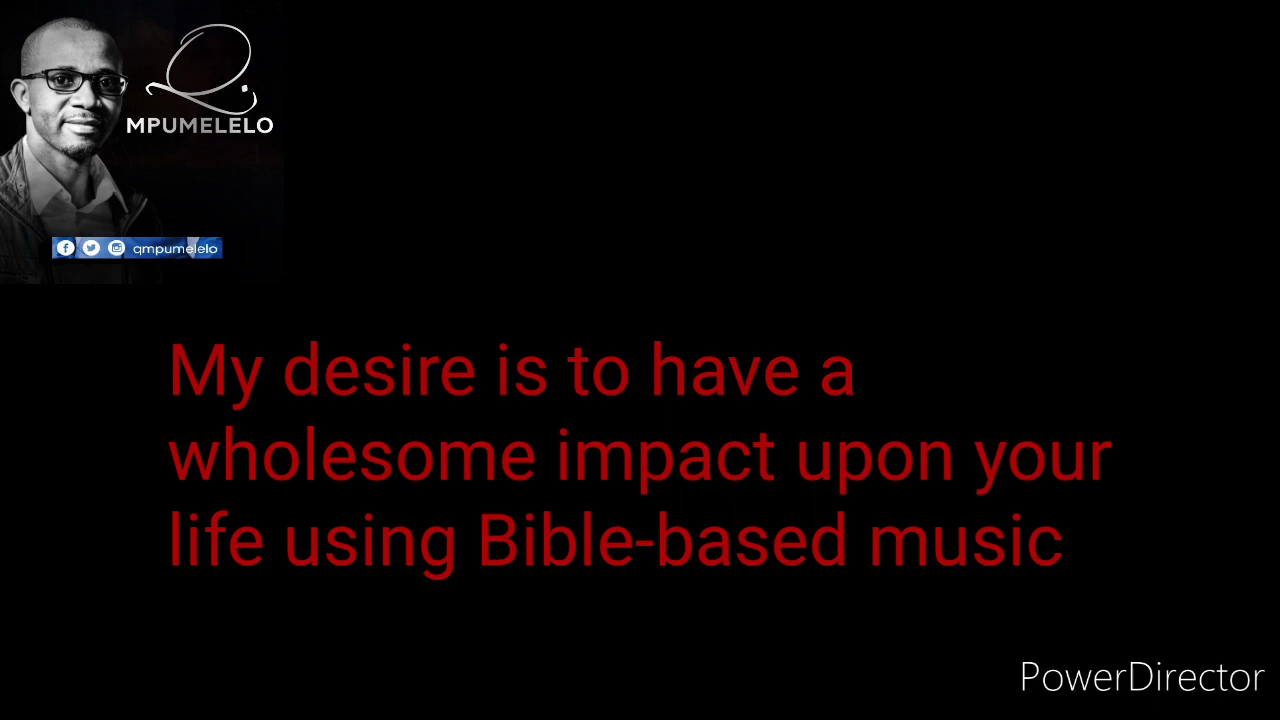 Q.
MPUMELELO
qmpumelelo
My desire is to have a
wholesome impact upon your
life using Bible-based music
PowerDirector